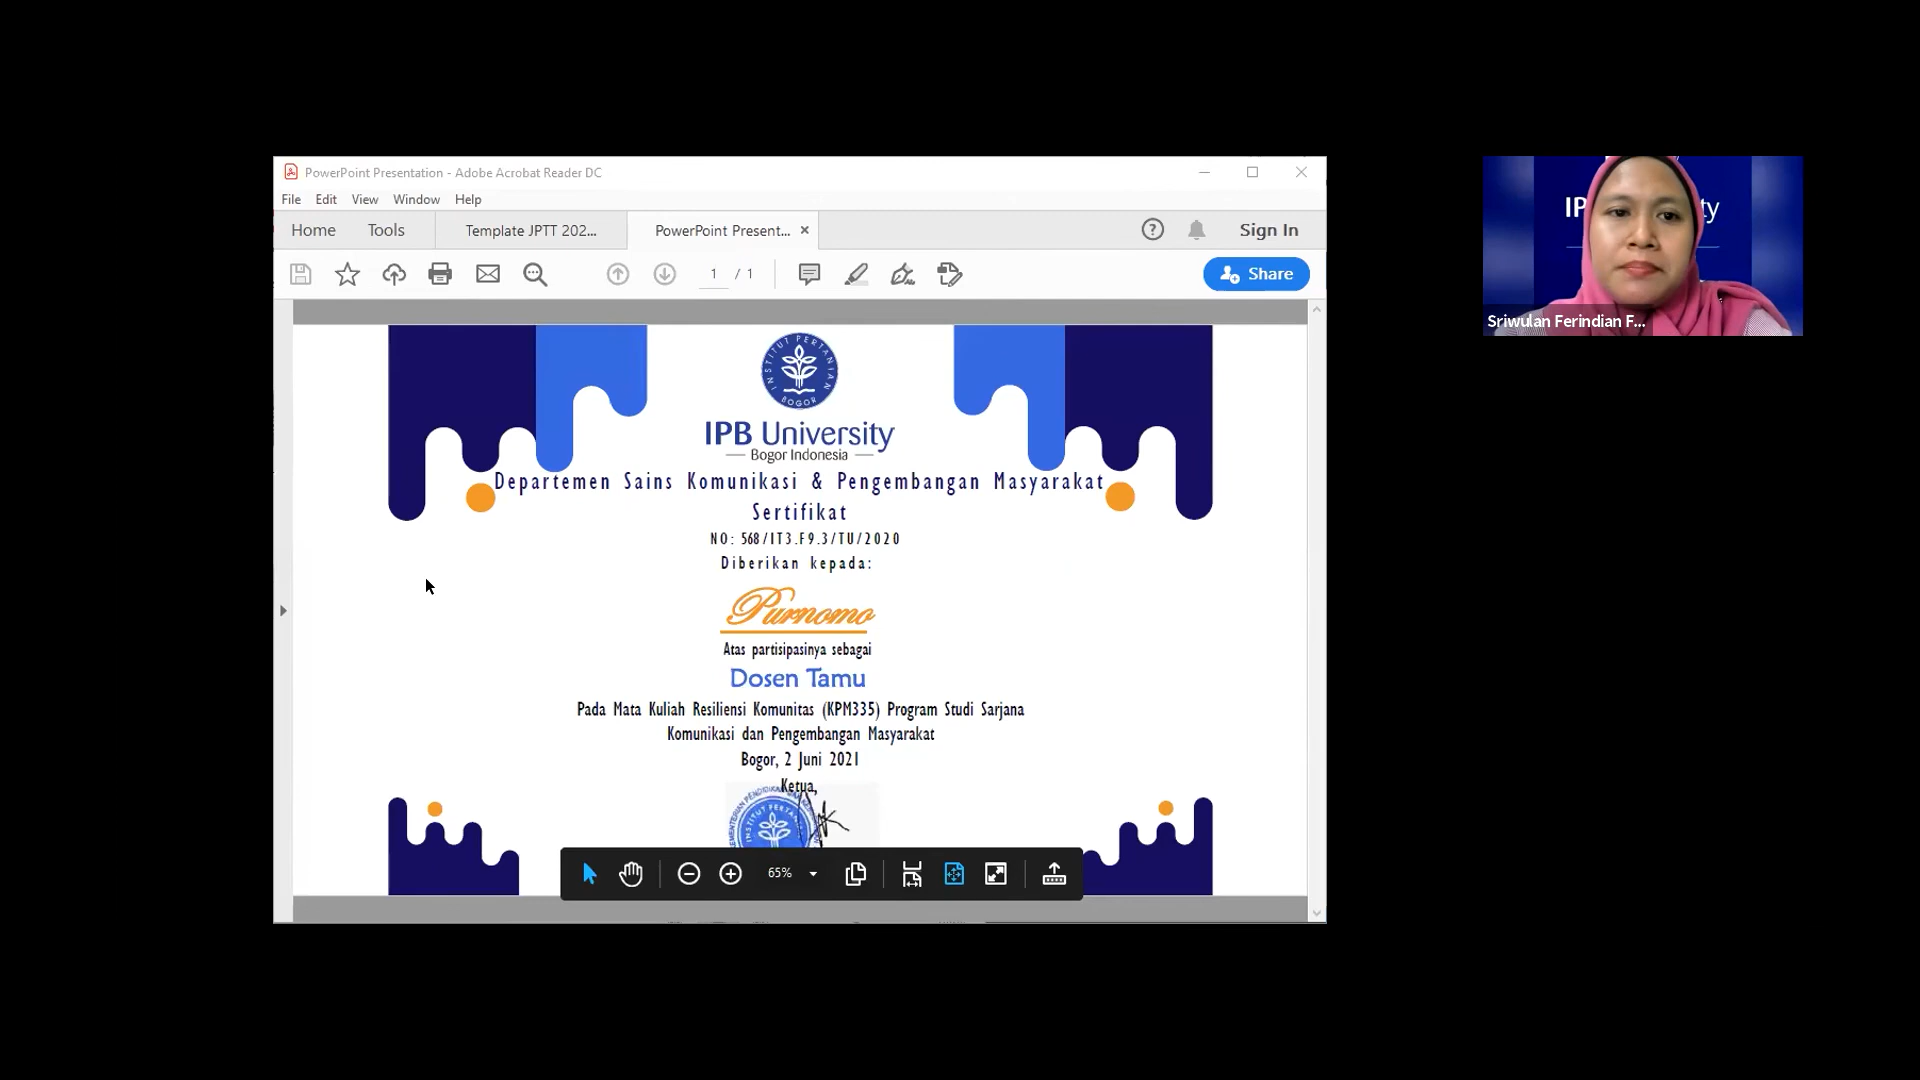 PowerPoint Presentation - Adobe Acrobat Reader DC
File Edit View Window Help
Home Tools Template JPTT 202... PowerPoint Present... × Sign In
1 / 1 Share
INSTITUT PERTANIAN BOGOR
IPB University
Bogor Indonesia
Departemen Sains Komunikasi & Pengembangan Masyarakat
Sertifikat
NO: 568/IT3.F9.3/TU/2020
Diberikan kepada:
Purnomo
Atas partisipasinya sebagai
Dosen Tamu
Pada Mata Kuliah Resiliensi Komunitas (KPM335) Program Studi Sarjana
Komunikasi dan Pengembangan Masyarakat
Bogor, 2 Juni 2021
Ketua,
65%
Sriwulan Ferindian F...